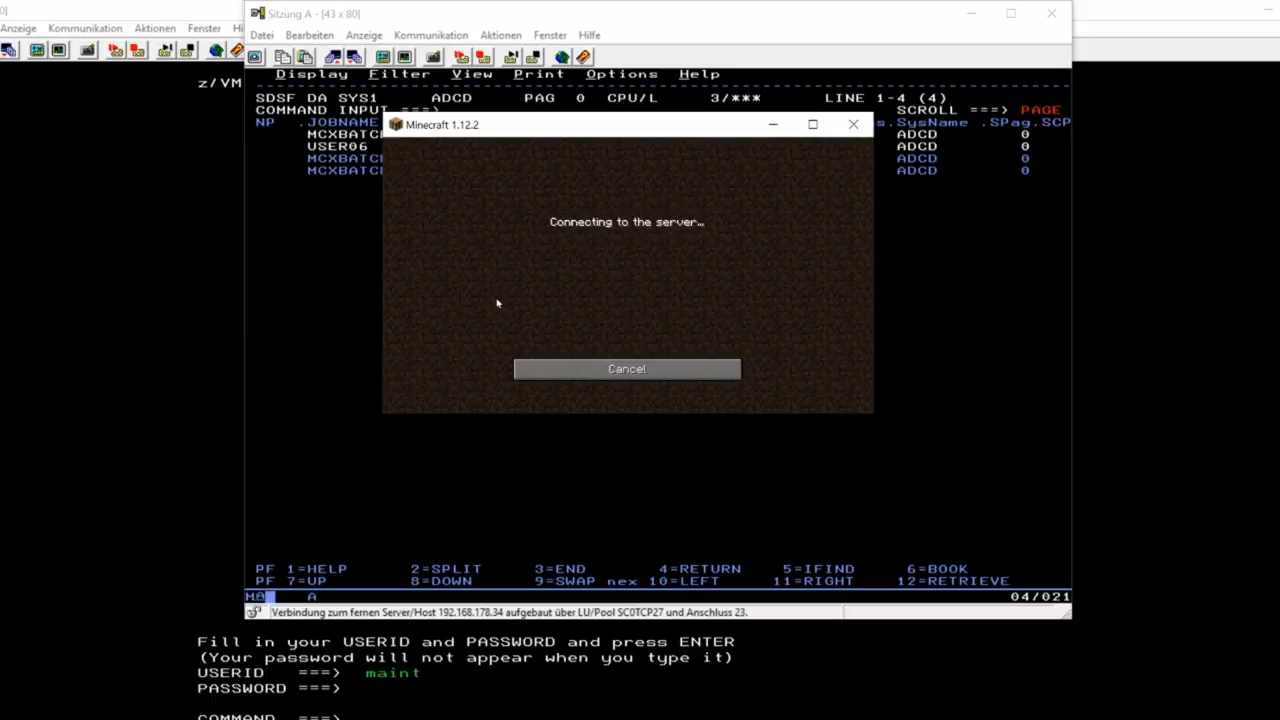 0]
Sitzung A - [43 x 80]
Anzeige Kommunikation Aktionen Fenster Hi
Datei Bearbeiten Anzeige Kommunikation Aktionen Fenster Hilfe
z/VM
Display Filter View Print Options Help
SDSF DA SYS1 ADCD PAG 0 CPU/L 3/*** LINE 1-4 (4)
COMMAND INPUT ===> SCROLL ===> PAGE
NP .JOBNAME s.SysName .SPag.SCP
Minecraft 1.12.2
MCXBATC ADCD 0
USER06 ADCD 0
MCXBATC ADCD 0
MCXBATC ADCD 0
Connecting to the server...
Cancel
PF 1=HELP 2=SPLIT 3=END 4=RETURN 5=IFIND 6=BOOK
PF 7=UP 8=DOWN 9=SWAP nex 10=LEFT 11=RIGHT 12=RETRIEVE
MA A 04/021
Verbindung zum fernen Server/Host 192.168.178.34 aufgebaut über LU/Pool SC0TCP27 und Anschluss 23.
Fill in your USERID and PASSWORD and press ENTER
(Your password will not appear when you type it)
USERID ===> maint
PASSWORD ===>
COMMAND ===>